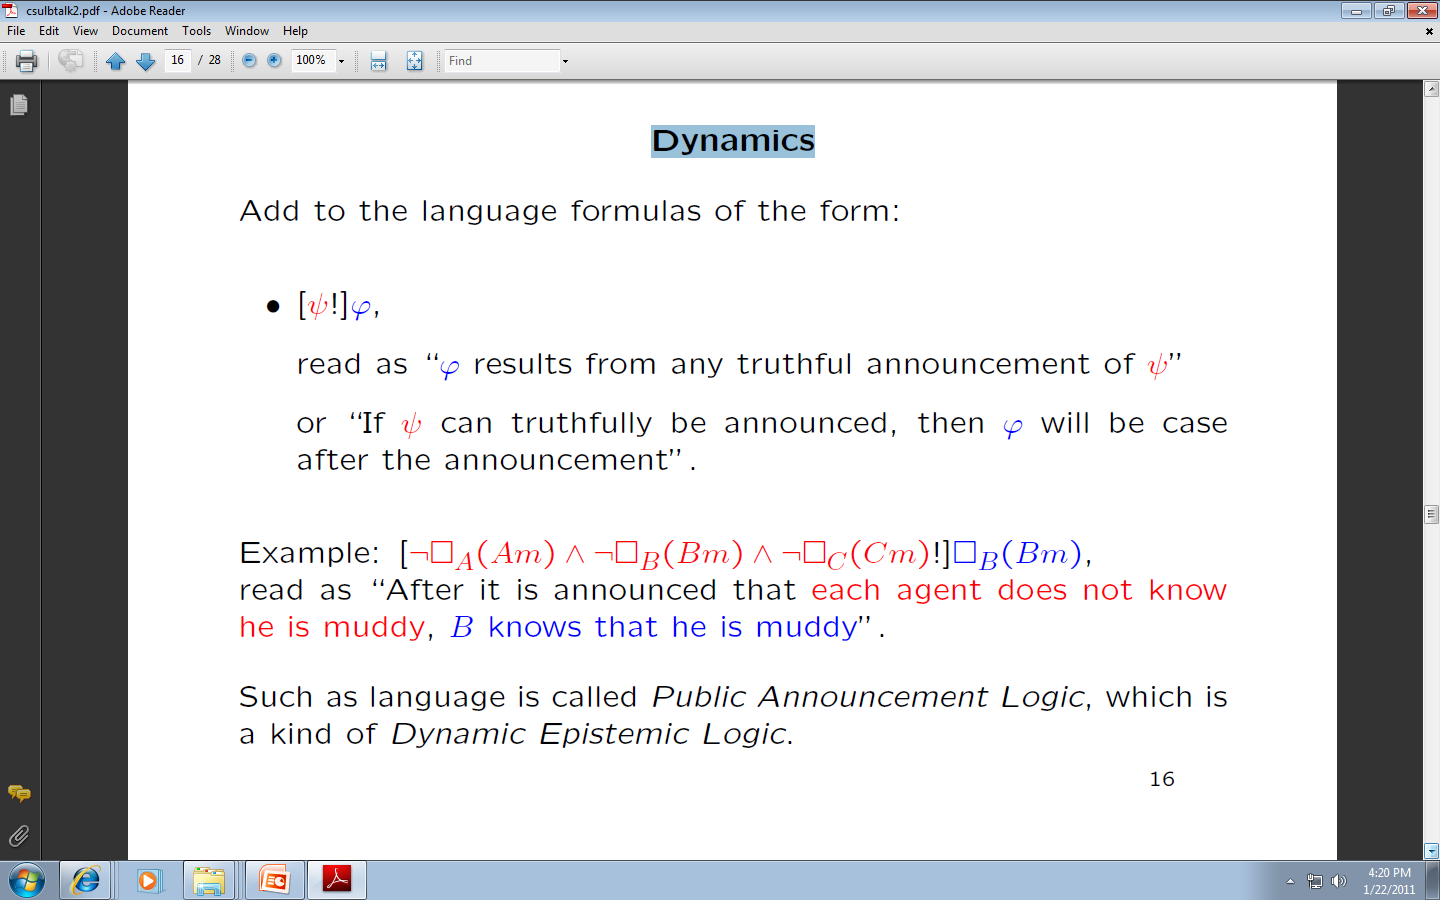 csulbtalk2.pdf - Adobe Reader
File Edit View Document Tools Window Help
16 / 28 100% Find
Dynamics
Add to the language formulas of the form:
• [ψ!]φ,
read as “φ results from any truthful announcement of ψ”
or “If ψ can truthfully be announced, then φ will be case
after the announcement”.
Example: [¬□A(Am) ∧ ¬□B(Bm) ∧ ¬□C(Cm)!]□B(Bm),
read as “After it is announced that each agent does not know
he is muddy, B knows that he is muddy”.
Such as language is called Public Announcement Logic, which is
a kind of Dynamic Epistemic Logic.
16
4:20 PM
1/22/2011